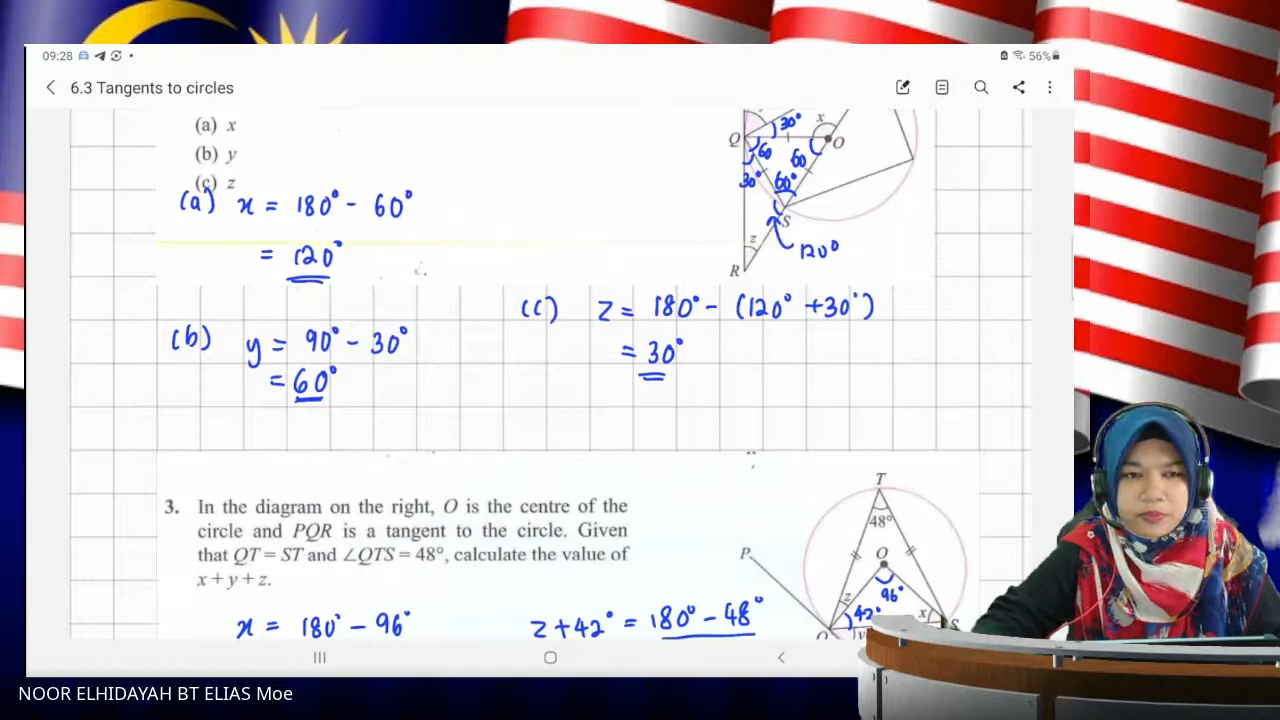 09:28
56%
6.3 Tangents to circles
(a) x
(b) y
(c) z
(a) x = 180° - 60°
= 120°
(b) y = 90° - 30°
= 60°
(c) z = 180° - (120° + 30°)
= 30°
Q
30°
x
O
60
60
30°
60°
S
z
120°
R
3. In the diagram on the right, O is the centre of the
circle and PQR is a tangent to the circle. Given
that QT = ST and ∠QTS = 48°, calculate the value of
x + y + z.
x = 180° - 96°
z + 42° = 180° - 48°
T
48°
P
O
96°
z
42°
x
S
Q
y
NOOR ELHIDAYAH BT ELIAS Moe